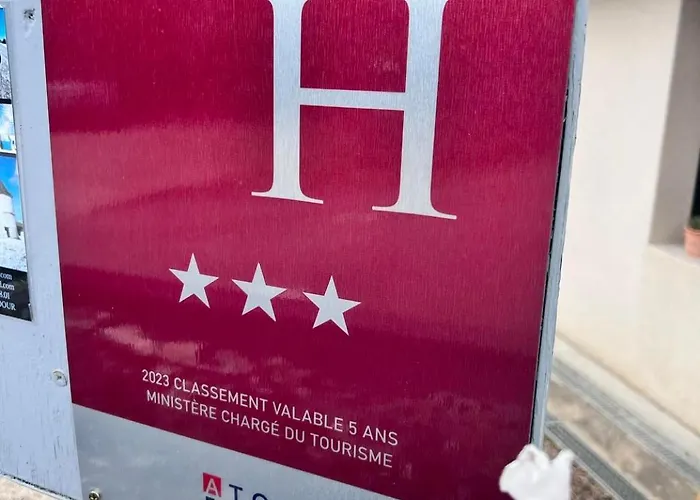 H
2023 CLASSEMENT VALABLE 5 ANS
MINISTÈRE CHARGÉ DU TOURISME
A